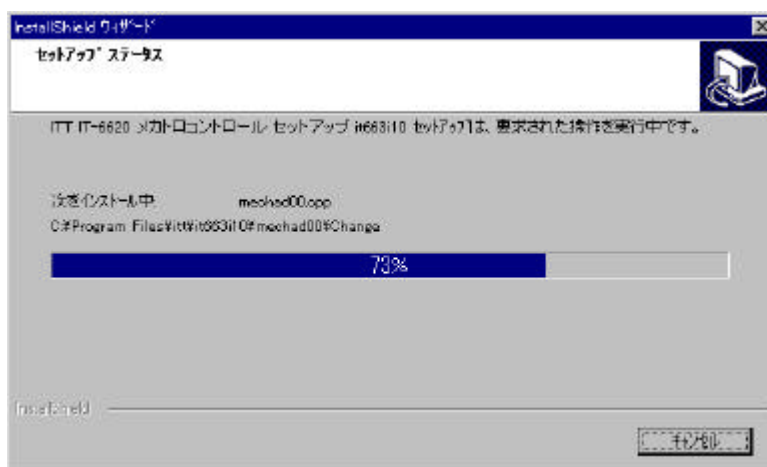 InstallShield ウィザード
セットアップ ステータス
ITT IT-6620 メカトロコントロール セットアップ it663i10 セットアップは、要求された操作を実行中です。
次をインストール中: mechad00.cpp
C:¥Program Files¥itt¥it663i10¥mechad00¥Change
73%
InstallShield
キャンセル